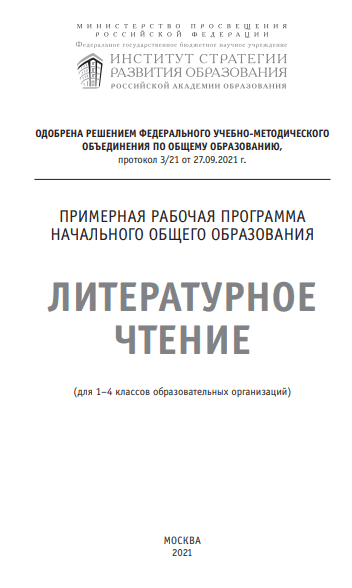 МИНИСТЕРСТВО ПРОСВЕЩЕНИЯ
РОССИЙСКОЙ ФЕДЕРАЦИИ
Федеральное государственное бюджетное научное учреждение
ИНСТИТУТ СТРАТЕГИИ
РАЗВИТИЯ ОБРАЗОВАНИЯ
РОССИЙСКОЙ АКАДЕМИИ ОБРАЗОВАНИЯ
ОДОБРЕНА РЕШЕНИЕМ ФЕДЕРАЛЬНОГО УЧЕБНО-МЕТОДИЧЕСКОГО
ОБЪЕДИНЕНИЯ ПО ОБЩЕМУ ОБРАЗОВАНИЮ,
протокол 3/21 от 27.09.2021 г.
ПРИМЕРНАЯ РАБОЧАЯ ПРОГРАММА
НАЧАЛЬНОГО ОБЩЕГО ОБРАЗОВАНИЯ
ЛИТЕРАТУРНОЕ
ЧТЕНИЕ
(для 1–4 классов образовательных организаций)
МОСКВА
2021